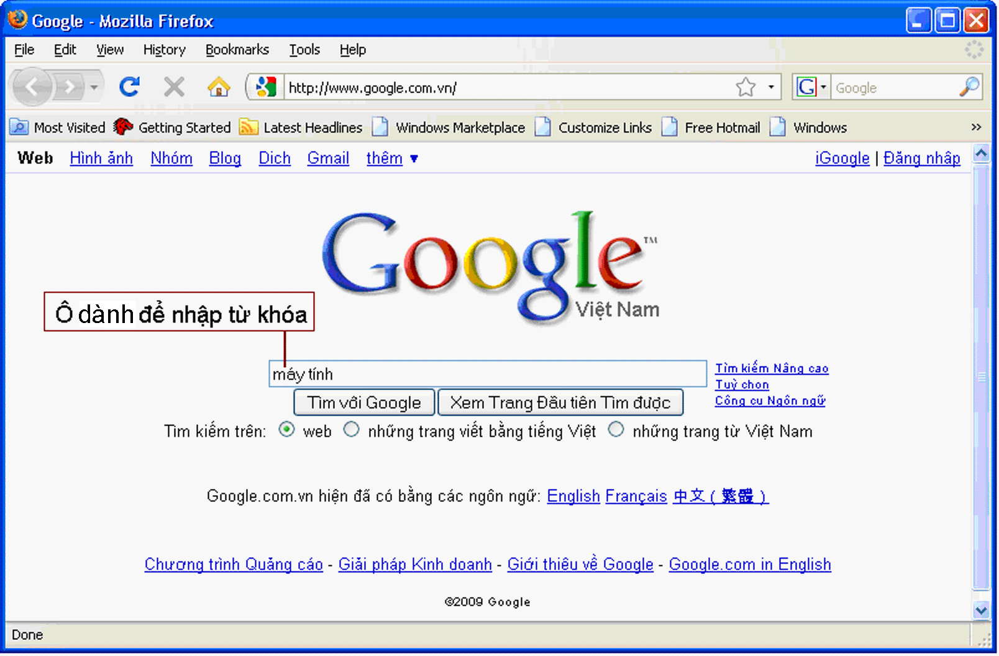 Google - Mozilla Firefox
File Edit View History Bookmarks Tools Help
http://www.google.com.vn/ G Google
Most Visited Getting Started Latest Headlines Windows Marketplace Customize Links Free Hotmail Windows »
Web Hình ảnh Nhóm Blog Dich Gmail thêm ▼ iGoogle | Đăng nhâp
Google™
Việt Nam
Ô dành để nhập từ khóa
máy tính
Tìm kiếm Nâng cao
Tuỳ chon
Công cu Ngôn ngữ
Tìm với Google Xem Trang Đầu tiên Tìm được
Tìm kiếm trên: web những trang viết bằng tiếng Việt những trang từ Việt Nam
Google.com.vn hiện đã có bằng các ngôn ngữ: English Français 中文 (繁體)
Chương trình Quảng cáo - Giải pháp Kinh doanh - Giới thiêu về Google - Google.com in English
©2009 Google
Done